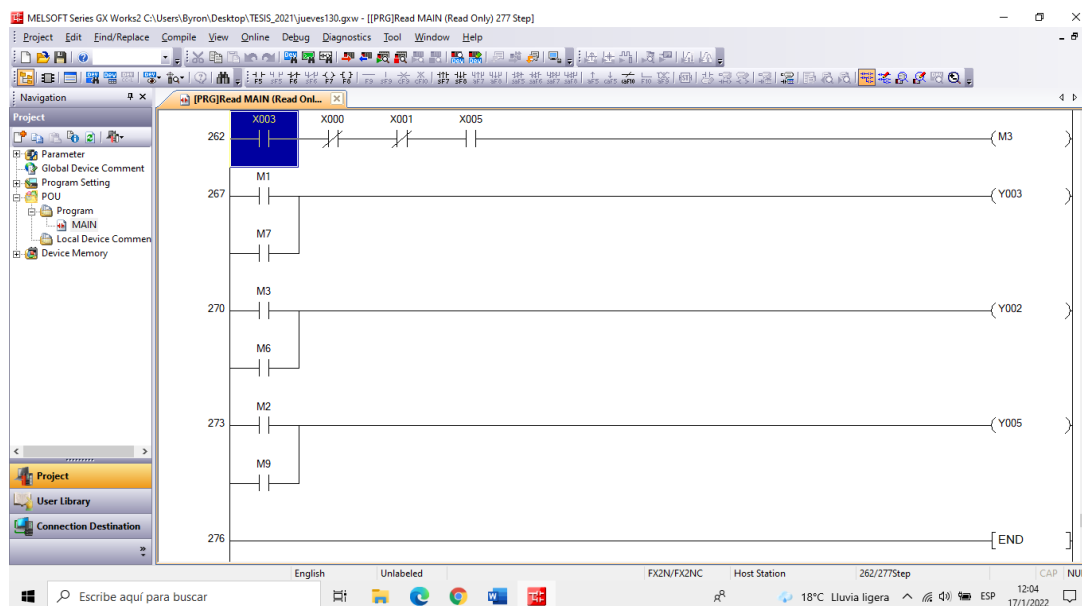 MELSOFT Series GX Works2 C:\Users\Byron\Desktop\TESIS_2021\jueves130.gxw - [[PRG]Read MAIN (Read Only) 277 Step]
Project Edit Find/Replace Compile View Online Debug Diagnostics Tool Window Help
Navigation
[PRG]Read MAIN (Read Onl...
Project
Parameter
Global Device Comment
Program Setting
POU
Program
MAIN
Local Device Commen
Device Memory
Project
User Library
Connection Destination
X003 X000 X001 X005
262 M3
M1
267 Y003
M7
M3
270 Y002
M6
M2
273 Y005
M9
276 END
English Unlabeled FX2N/FX2NC Host Station 262/277Step CAP NU
Escribe aquí para buscar
18°C Lluvia ligera ESP 12:04
17/1/2022